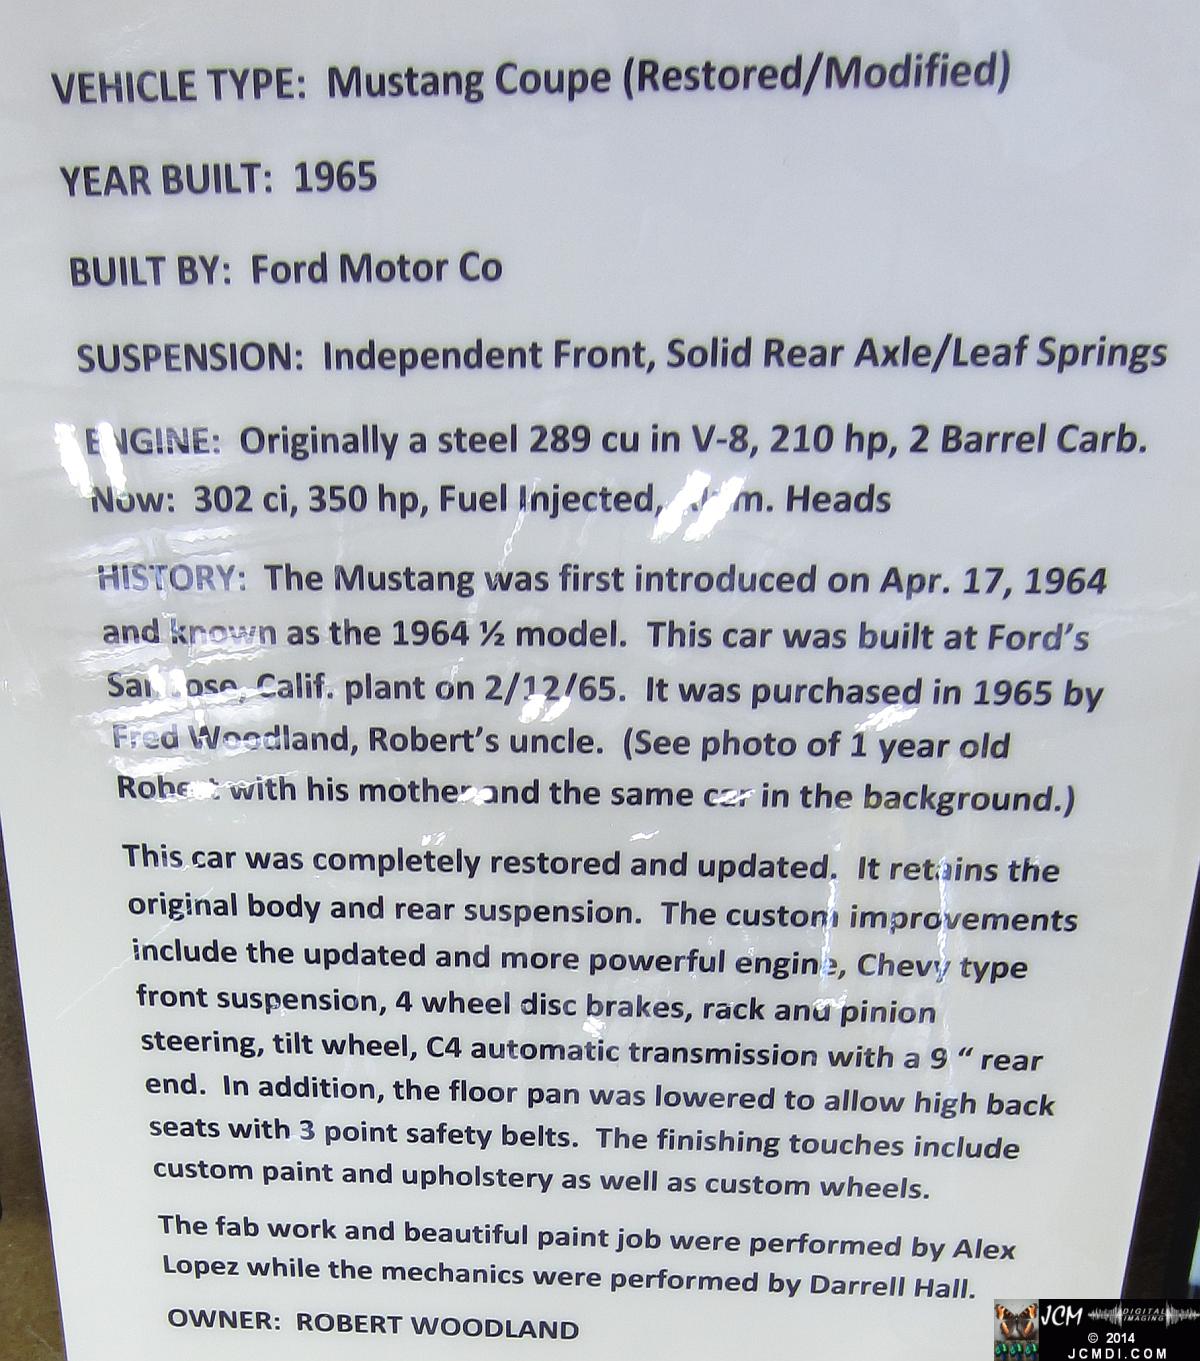 VEHICLE TYPE: Mustang Coupe (Restored/Modified)
YEAR BUILT: 1965
BUILT BY: Ford Motor Co
SUSPENSION: Independent Front, Solid Rear Axle/Leaf Springs
ENGINE: Originally a steel 289 cu in V-8, 210 hp, 2 Barrel Carb.
Now: 302 ci, 350 hp, Fuel Injected, Heads
HISTORY: The Mustang was first introduced on Apr. 17, 1964
and known as the 1964 ½ model. This car was built at Ford's
San Jose, Calif. plant on 2/12/65. It was purchased in 1965 by
Fred Woodland, Robert's uncle. (See photo of 1 year old
Robert with his mother and the same car in the background.)
This car was completely restored and updated. It retains the
original body and rear suspension. The custom improvements
include the updated and more powerful engine, Chevy type
front suspension, 4 wheel disc brakes, rack and pinion
steering, tilt wheel, C4 automatic transmission with a 9 “ rear
end. In addition, the floor pan was lowered to allow high back
seats with 3 point safety belts. The finishing touches include
custom paint and upholstery as well as custom wheels.
The fab work and beautiful paint job were performed by Alex
Lopez while the mechanics were performed by Darrell Hall.
OWNER: ROBERT WOODLAND
JCM DIGITAL IMAGING
© 2014
JCMDI.COM